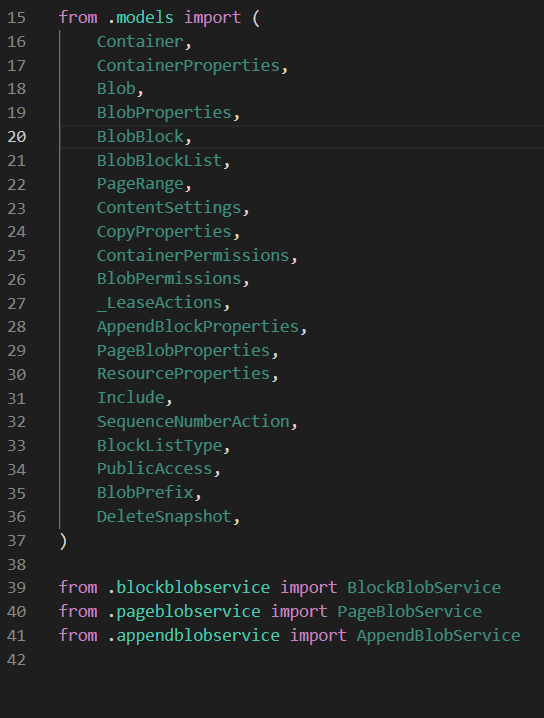 15 from .models import (
16 Container,
17 ContainerProperties,
18 Blob,
19 BlobProperties,
20 BlobBlock,
21 BlobBlockList,
22 PageRange,
23 ContentSettings,
24 CopyProperties,
25 ContainerPermissions,
26 BlobPermissions,
27 _LeaseActions,
28 AppendBlockProperties,
29 PageBlobProperties,
30 ResourceProperties,
31 Include,
32 SequenceNumberAction,
33 BlockListType,
34 PublicAccess,
35 BlobPrefix,
36 DeleteSnapshot,
37 )
38
39 from .blockblobservice import BlockBlobService
40 from .pageblobservice import PageBlobService
41 from .appendblobservice import AppendBlobService
42